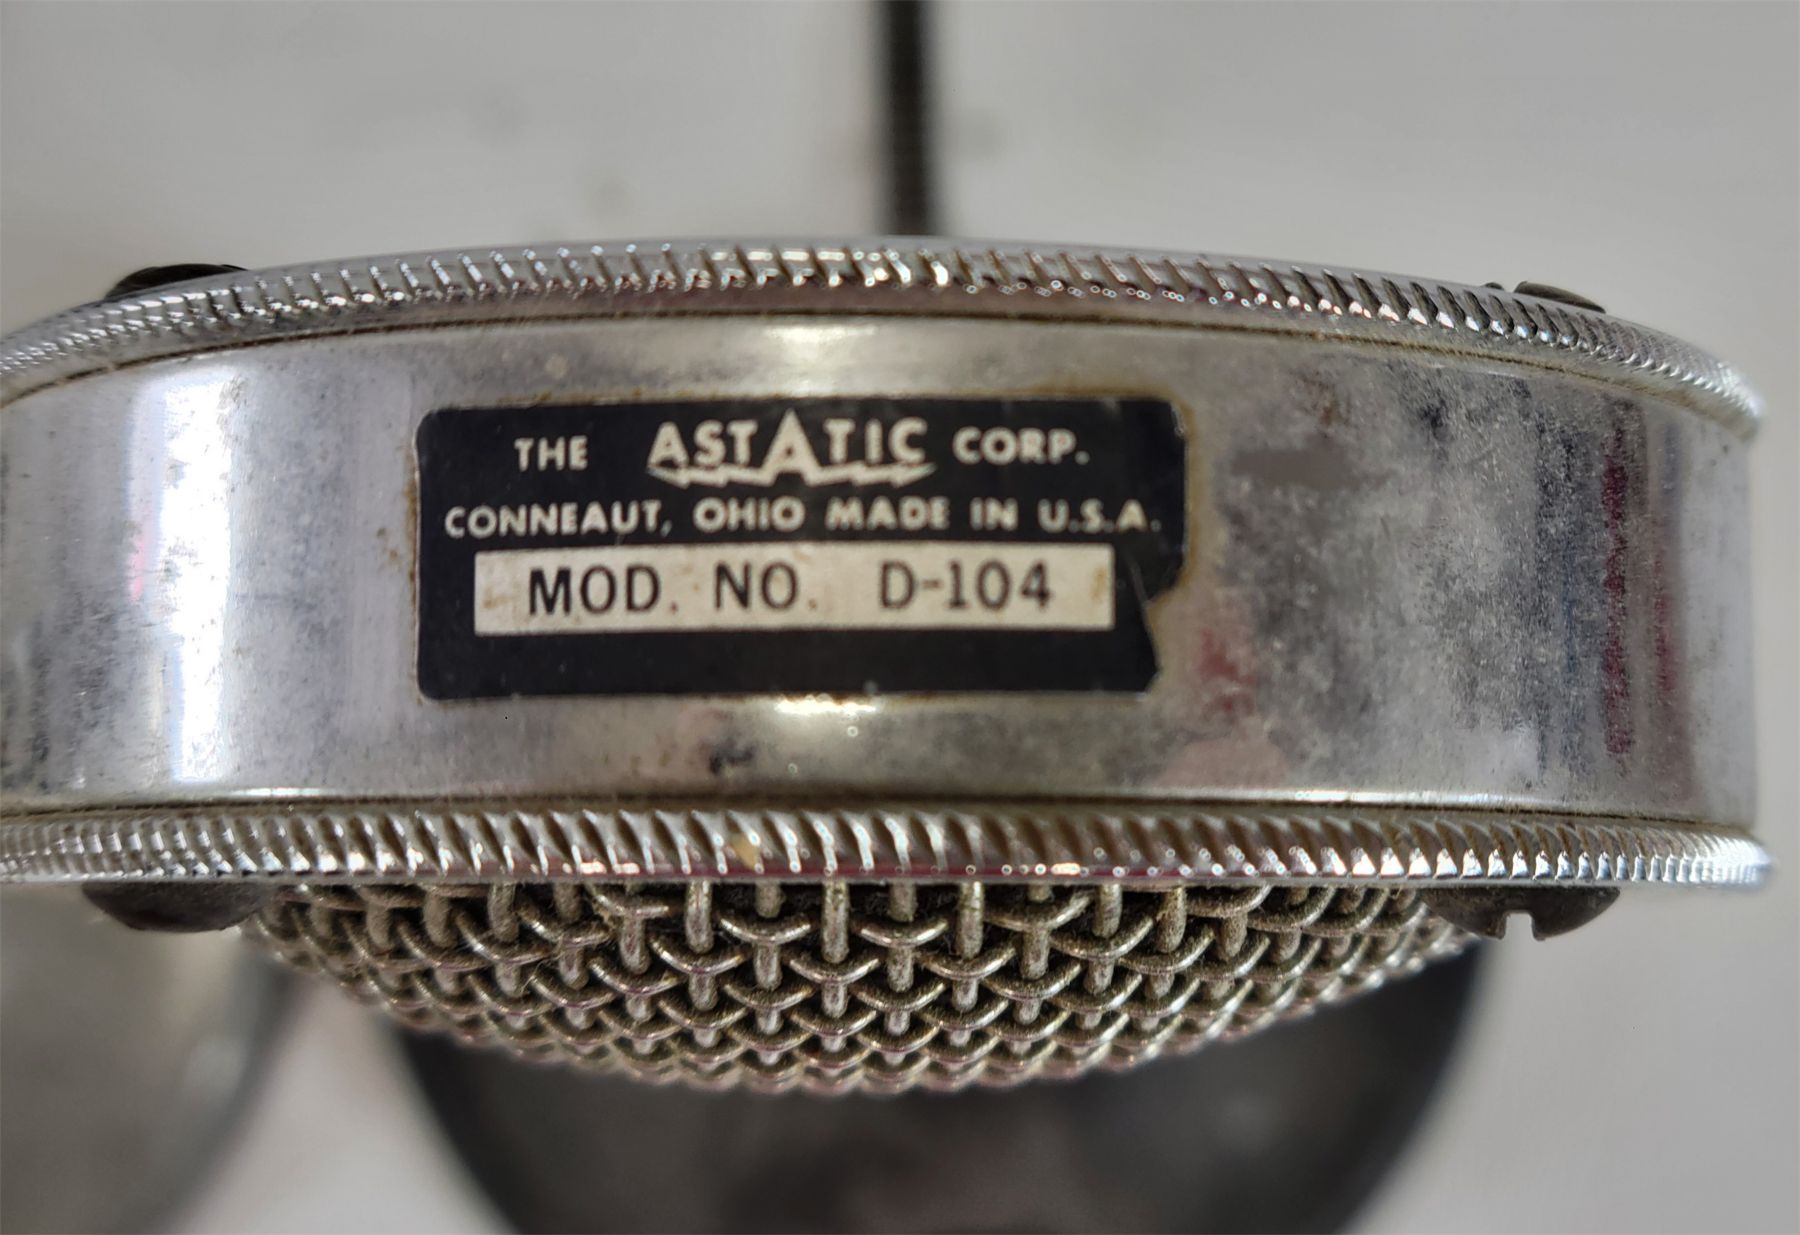 THE ASTATIC CORP.
CONNEAUT, OHIO MADE IN U.S.A.
MOD. NO. D-104